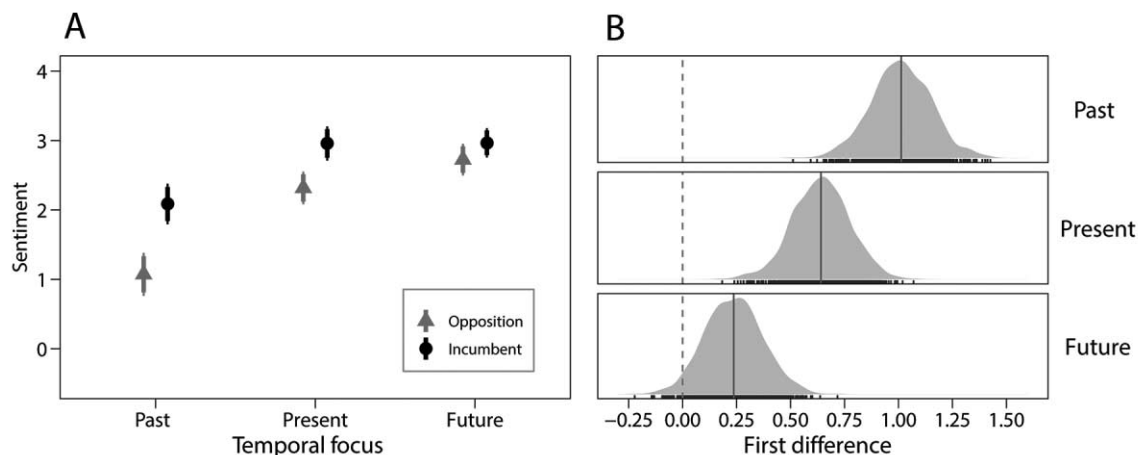 A
B
4
3
2
1
0
Sentiment
Opposition
Incumbent
Past
Present
Future
Temporal focus
Past
Present
Future
−0.25 0.00 0.25 0.50 0.75 1.00 1.25 1.50
First difference